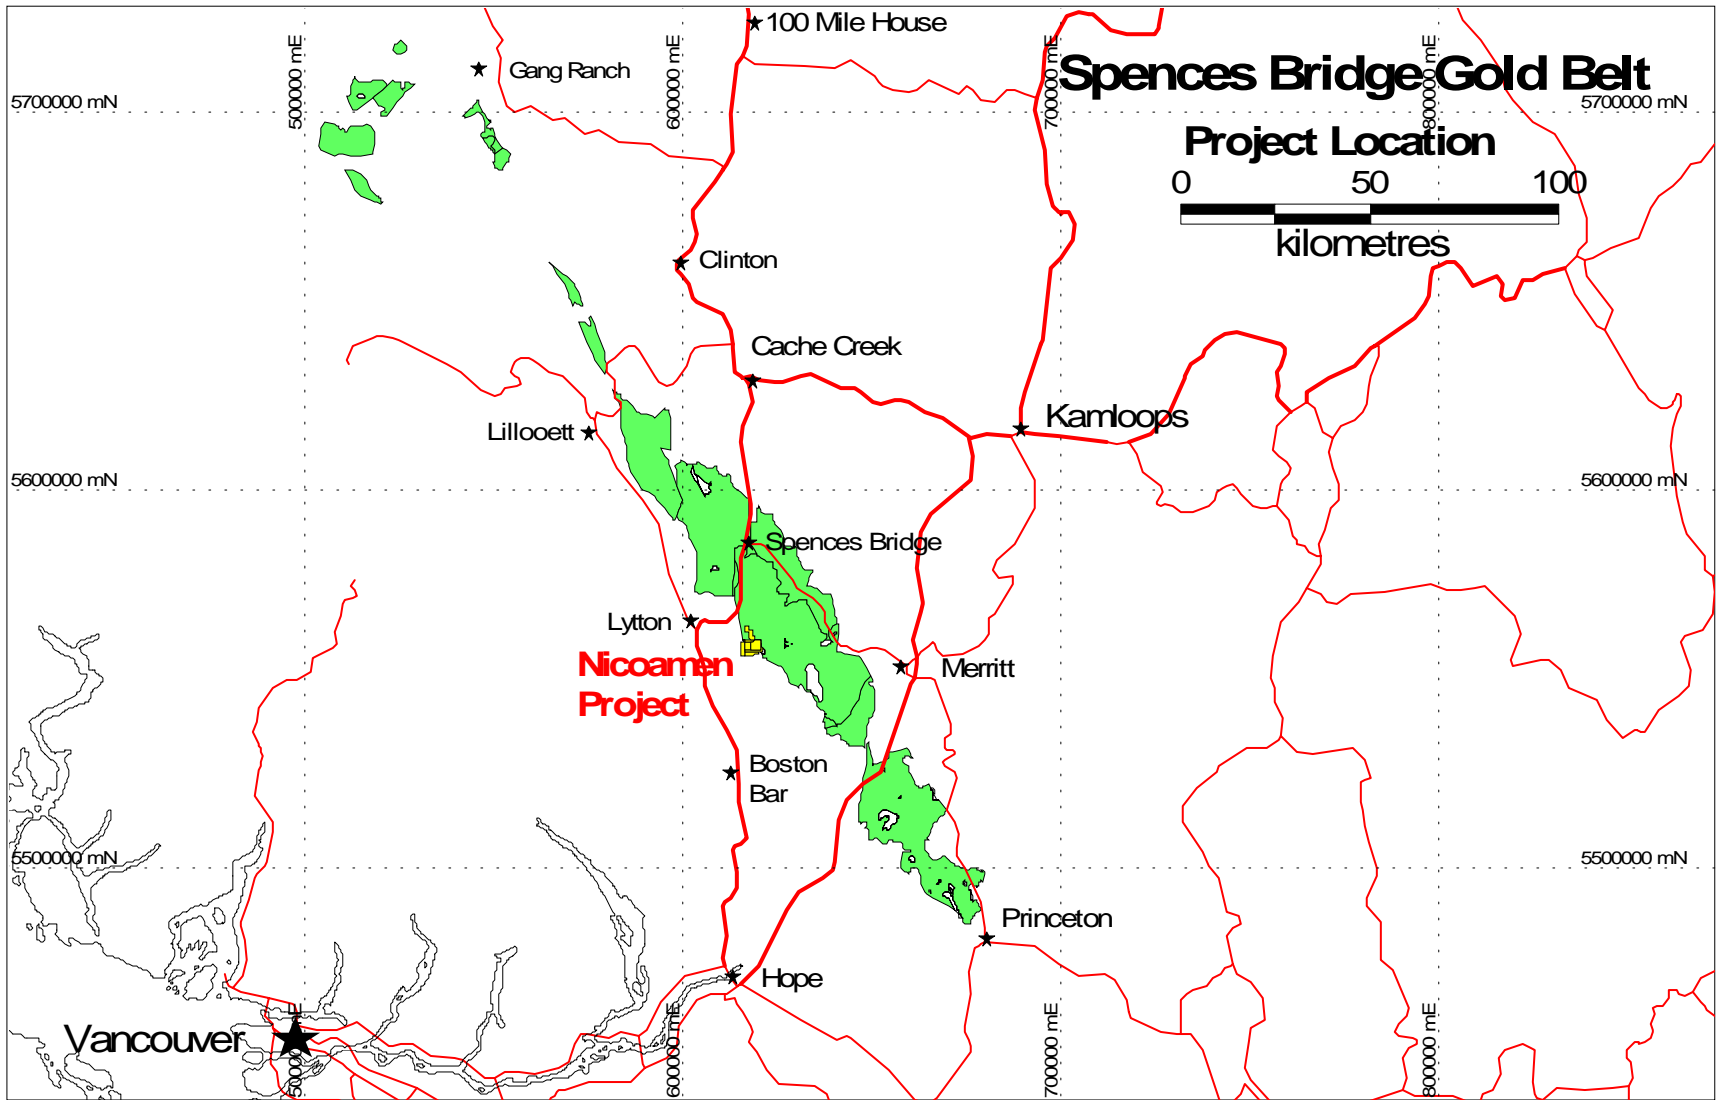 100 Mile House
Gang Ranch
Spences Bridge Gold Belt
5700000 mN
500000 mE
600000 mE
700000 mE
800000 mE
5700000 mN
Project Location
0 50 100
kilometres
Clinton
Cache Creek
Kamloops
Lillooett
5600000 mN
5600000 mN
Spences Bridge
Lytton
Nicoamen
Project
Merritt
Boston
Bar
5500000 mN
5500000 mN
Princeton
Hope
Vancouver
600000 mE
700000 mE
800000 mE